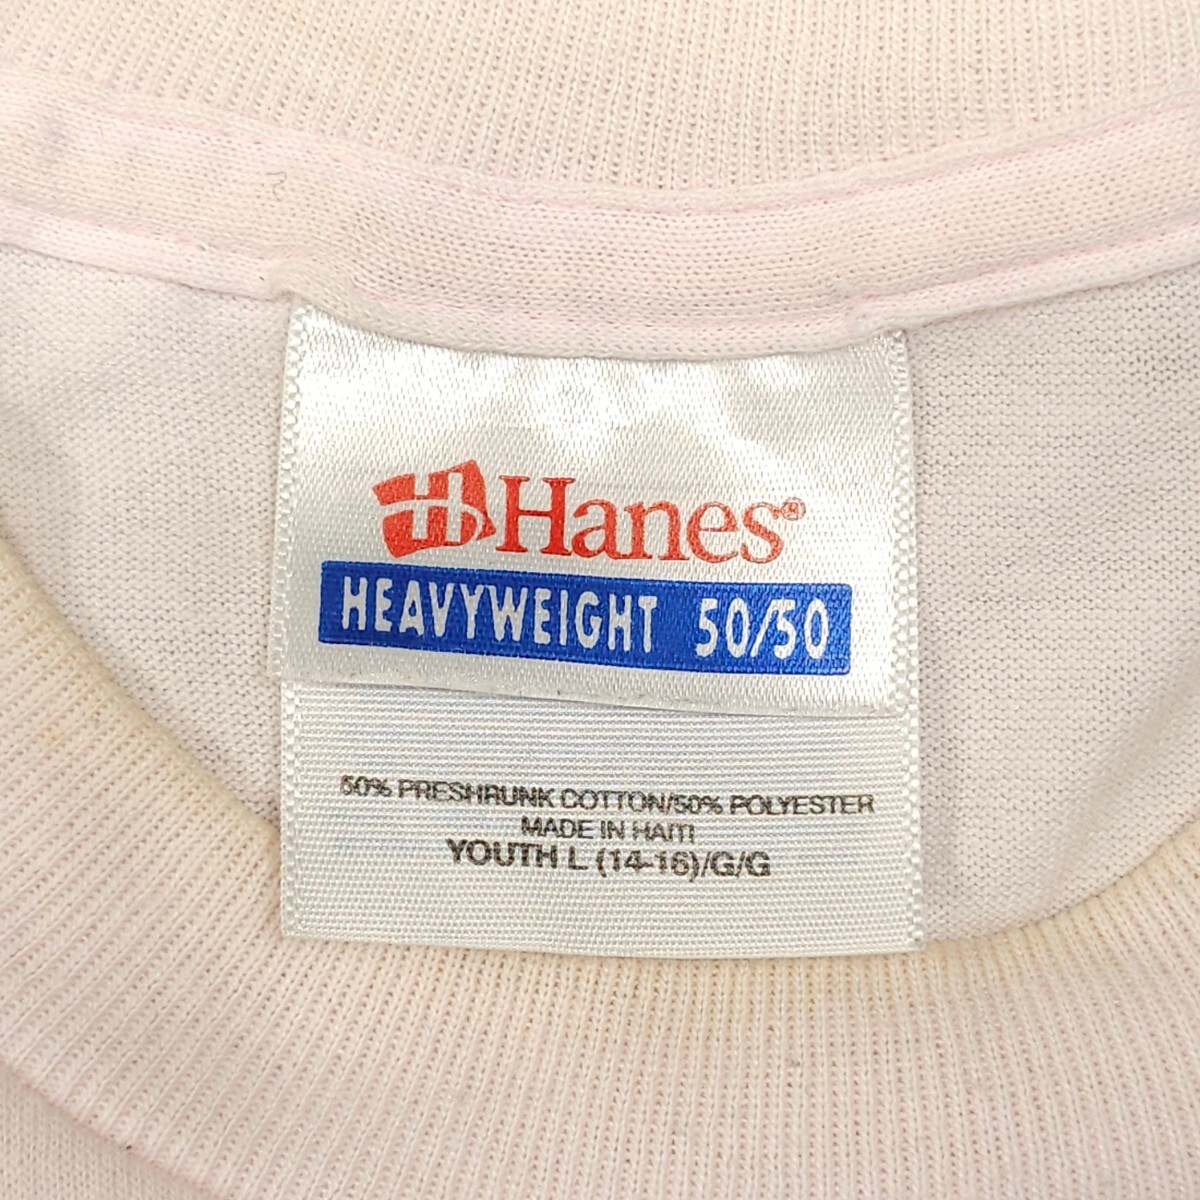 H Hanes®
HEAVYWEIGHT 50/50
50% PRESHRUNK COTTON/50% POLYESTER
MADE IN HAITI
YOUTH L (14-16)/G/G